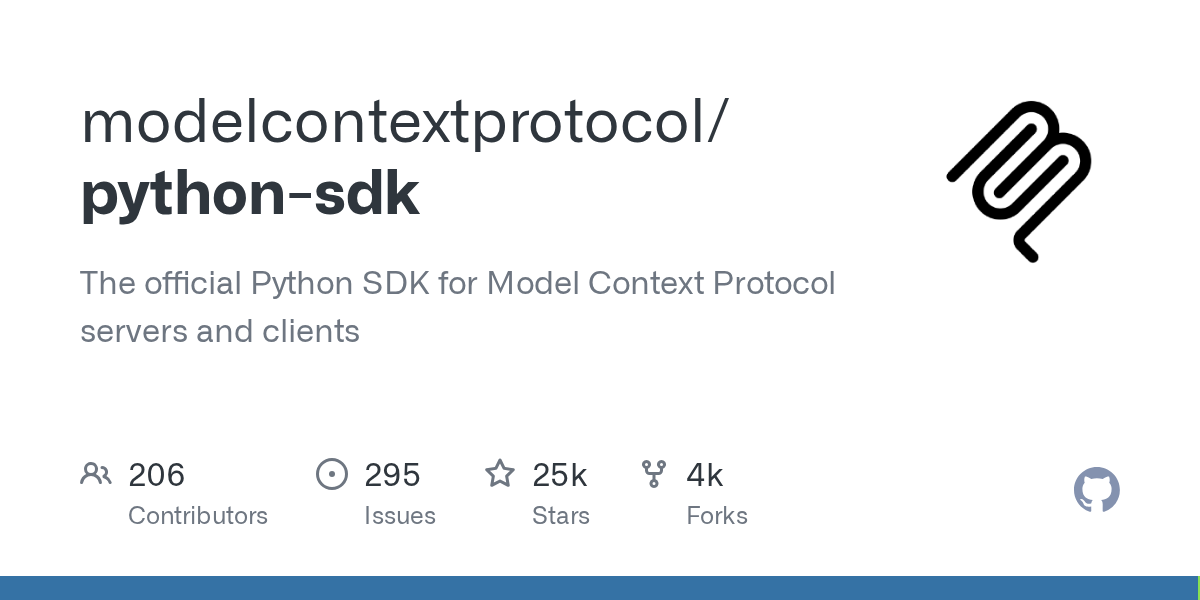 modelcontextprotocol/
python-sdk
The official Python SDK for Model Context Protocol
servers and clients
206
Contributors
295
Issues
25k
Stars
4k
Forks